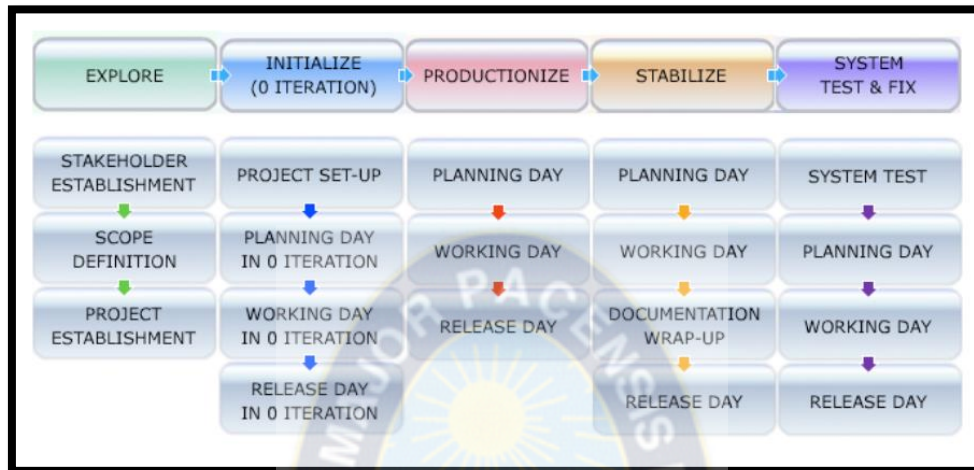 EXPLORE
INITIALIZE
(0 ITERATION)
PRODUCTIONIZE
STABILIZE
SYSTEM
TEST & FIX
STAKEHOLDER
ESTABLISHMENT
SCOPE
DEFINITION
PROJECT
ESTABLISHMENT
PROJECT SET-UP
PLANNING DAY
IN 0 ITERATION
WORKING DAY
IN 0 ITERATION
RELEASE DAY
IN 0 ITERATION
PLANNING DAY
WORKING DAY
RELEASE DAY
PLANNING DAY
WORKING DAY
DOCUMENTATION
WRAP-UP
RELEASE DAY
SYSTEM TEST
PLANNING DAY
WORKING DAY
RELEASE DAY
MAJOR PACENSIS